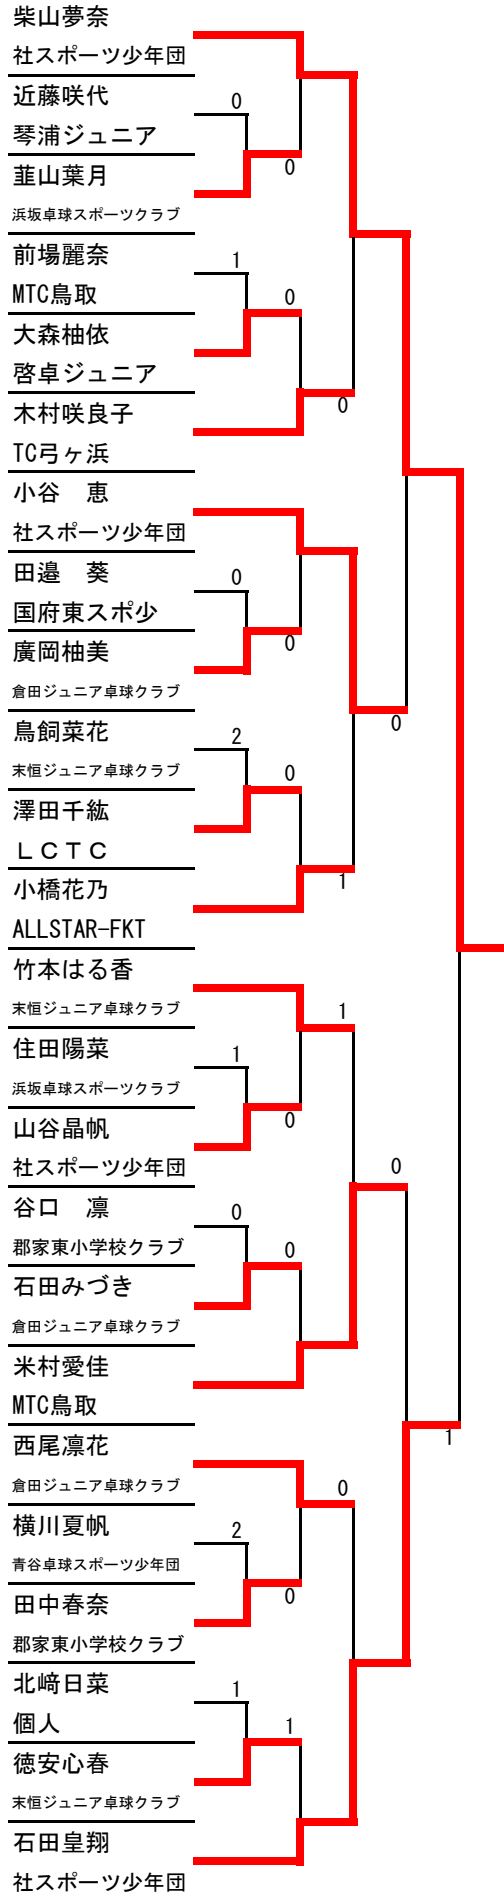 柴山夢奈
社スポーツ少年団
近藤咲代
0
琴浦ジュニア
韮山葉月
0
浜坂卓球スポーツクラブ
前場麗奈
1
MTC鳥取
0
大森柚依
啓卓ジュニア
木村咲良子
0
TC弓ヶ浜
小谷　恵
社スポーツ少年団
田邉　葵
0
国府東スポ少
廣岡柚美
0
倉田ジュニア卓球クラブ
鳥飼菜花
0
2
末恒ジュニア卓球クラブ
0
澤田千紘
ＬＣＴＣ
小橋花乃
1
ALLSTAR-FKT
竹本はる香
末恒ジュニア卓球クラブ
1
住田陽菜
1
浜坂卓球スポーツクラブ
山谷晶帆
0
社スポーツ少年団
0
谷口　凛
0
郡家東小学校クラブ
0
石田みづき
倉田ジュニア卓球クラブ
米村愛佳
MTC鳥取
西尾凛花
1
倉田ジュニア卓球クラブ
0
横川夏帆
2
青谷卓球スポーツ少年団
田中春奈
0
郡家東小学校クラブ
北﨑日菜
1
個人
1
徳安心春
末恒ジュニア卓球クラブ
石田皇翔
社スポーツ少年団